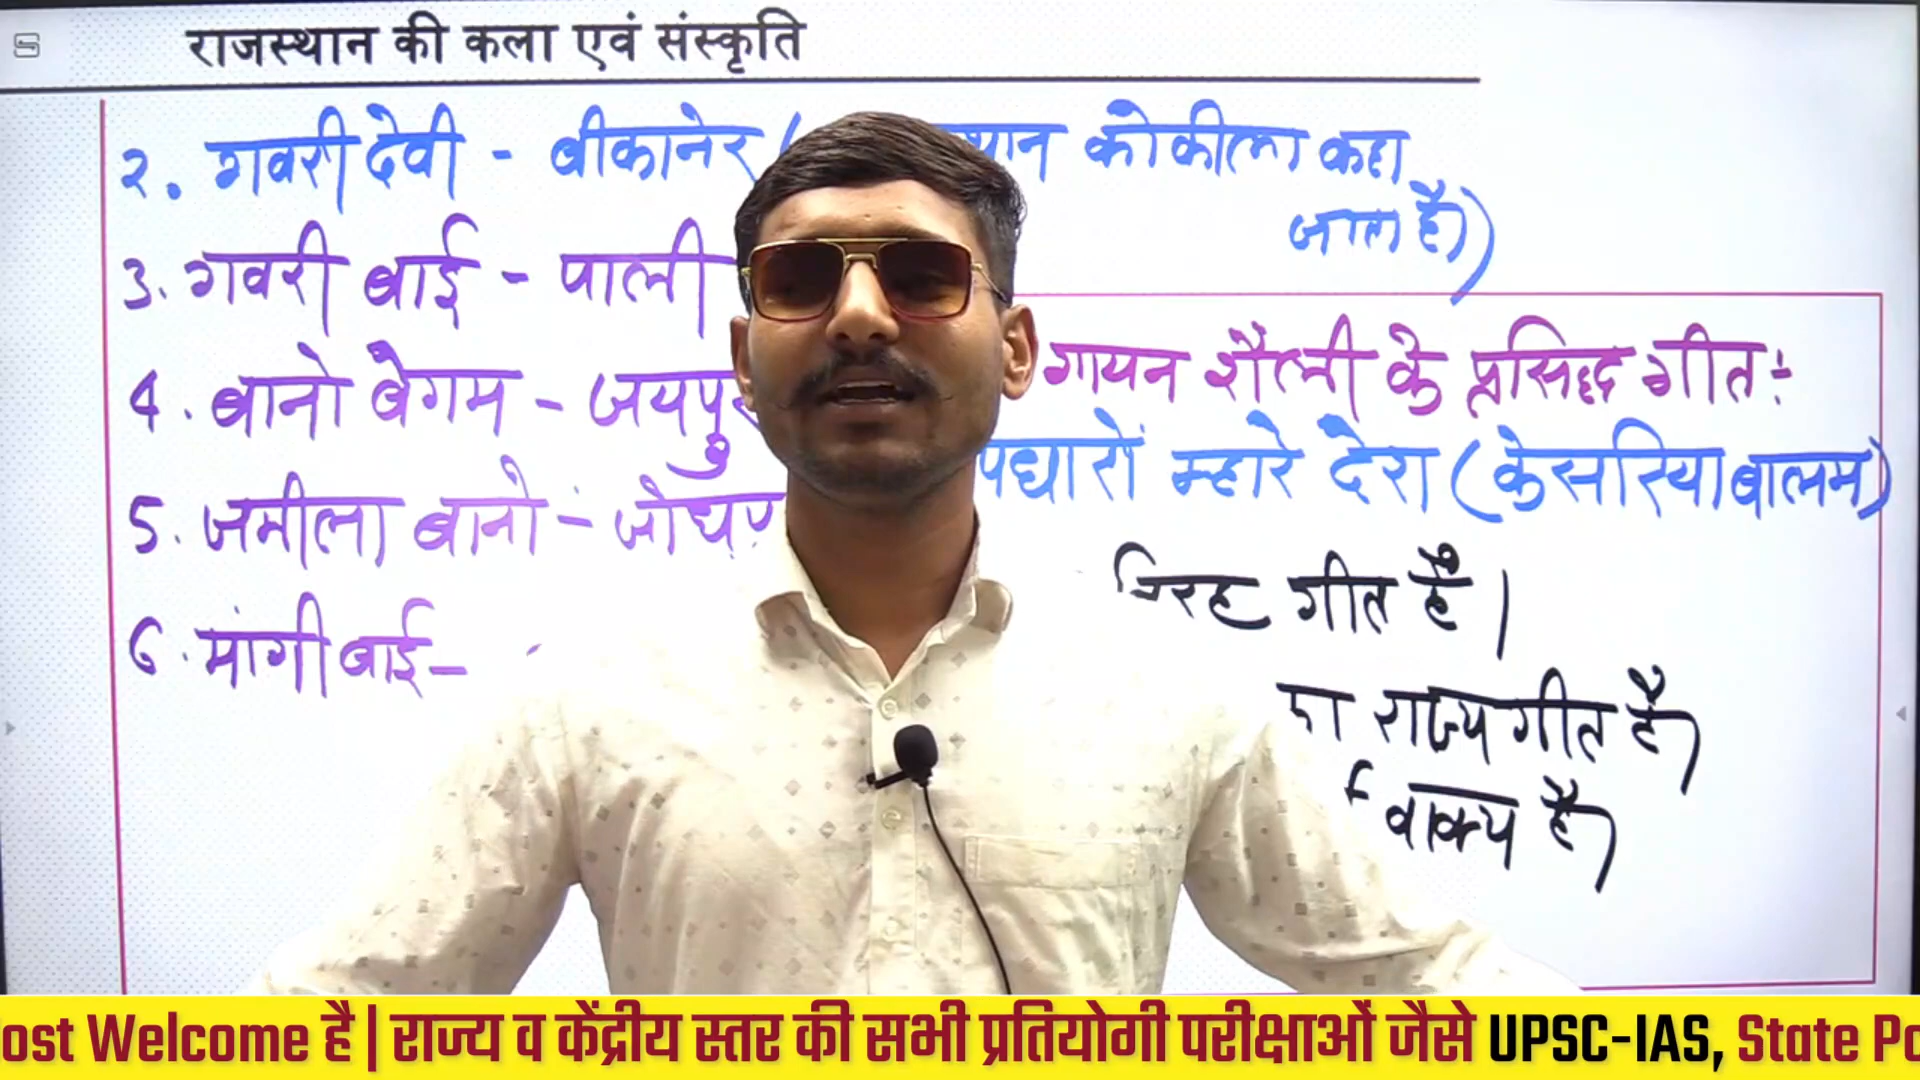 राजस्थान की कला एवं संस्कृति
2. गवरी देवी - बीकानेर (
थान कोकीला कहा
जाता है)
3. गवरी बाई - पाली
4. बानो बेगम - जयपुर
5. जमीला बानो -
6. मांगी बाई -
गायन शैली के प्रसिद्ध गीत :-
पधारों म्हारे देश (केसरिया बालम)
गीत है।
राज्य गीत है
वाक्य है
ost Welcome है | राज्य व केंद्रीय स्तर की सभी प्रतियोगी परीक्षाओं जैसे UPSC-IAS, State